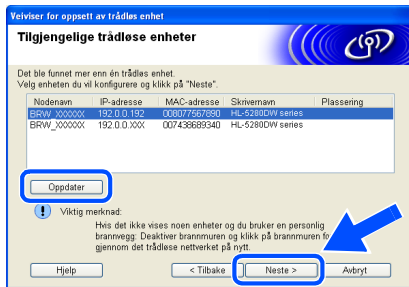 Veiviser for oppsett av trådløs enhet
Tilgjengelige trådløse enheter
Det ble funnet mer enn én trådløs enhet.
Velg enheten du vil konfigurere og klikk på "Neste".
Nodenavn IP-adresse MAC-adresse Skrivernavn Plassering
BRW_XXXXXX 192.0.0.192 008077567890 HL-5280DW series
BRW_XXXXXX 192.0.0.XXX 007438689340 HL-5280DW series
Oppdater
Viktig merknad:
Hvis det ikke vises noen enheter og du bruker en personlig
brannvegg: Deaktiver brannmuren og klikk på brannmuren
gjennom det trådløse nettverket på nytt.
Hjelp < Tilbake Neste > Avbryt